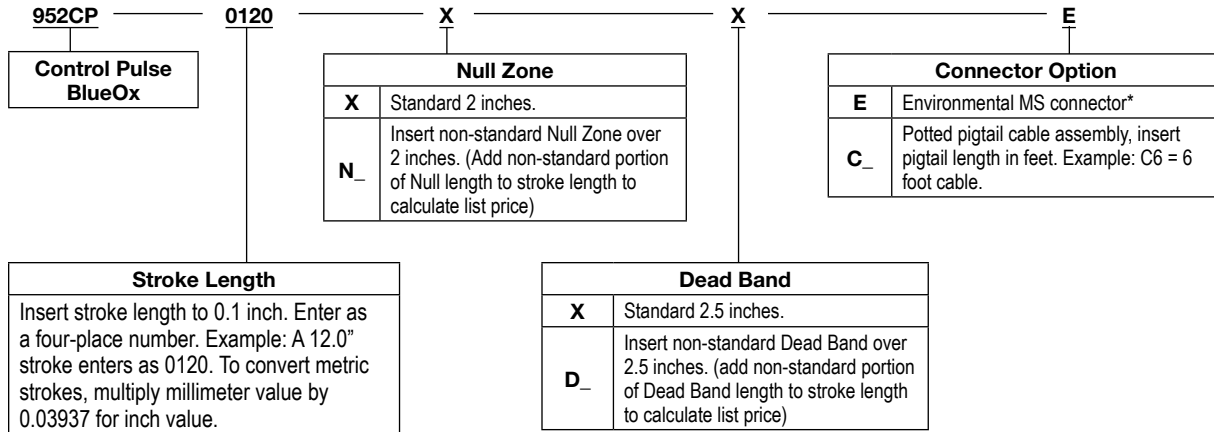 952CP 0120 X X E
Control Pulse
BlueOx
Null Zone
X Standard 2 inches.
N_ Insert non-standard Null Zone over
2 inches. (Add non-standard portion
of Null length to stroke length to
calculate list price)
Connector Option
E Environmental MS connector*
C_ Potted pigtail cable assembly, insert
pigtail length in feet. Example: C6 = 6
foot cable.
Stroke Length
Insert stroke length to 0.1 inch. Enter as
a four-place number. Example: A 12.0”
stroke enters as 0120. To convert metric
strokes, multiply millimeter value by
0.03937 for inch value.
Dead Band
X Standard 2.5 inches.
D_ Insert non-standard Dead Band over
2.5 inches. (add non-standard portion
of Dead Band length to stroke length
to calculate list price)